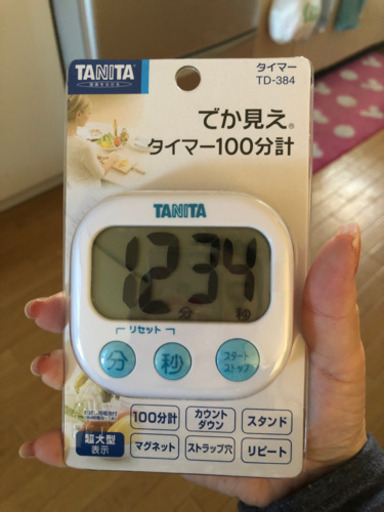 TANITA
タイマー
TD-384
でか見え®
タイマー100分計
TANITA
12 34
分 秒
リセット
分 秒 スタート
ストップ
超大型
表示
100分計 カウント
ダウン スタンド
マグネット ストラップ穴 リピート